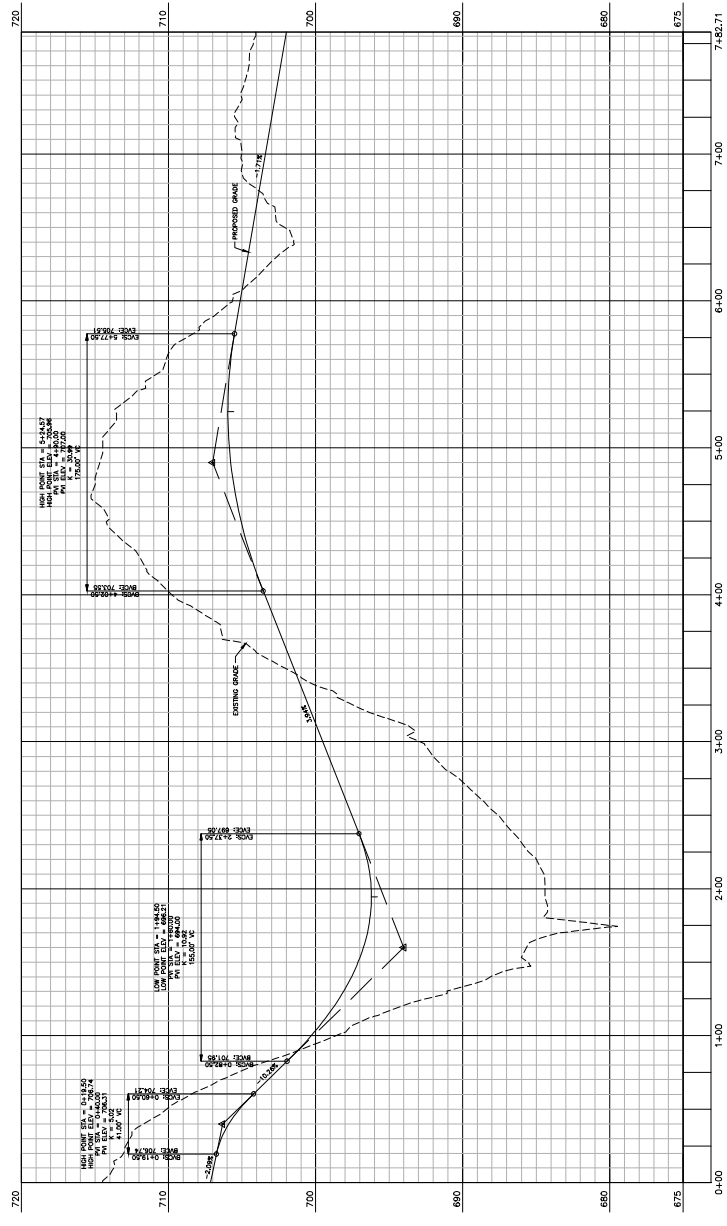 HIGH POINT STA = 0+19.50
HIGH POINT ELEV = 706.74
PVI STA = 0+40.00
PVI ELEV = 706.31
K = 5.02
41.00' VC
BVCS: 0+19.50
BVCE: 706.74
EVCS: 0+60.50
EVCE: 704.21
LOW POINT STA = 1+94.50
LOW POINT ELEV = 696.21
PVI STA = 1+60.00
PVI ELEV = 694.00
K = 10.92
155.00' VC
BVCS: 0+82.50
BVCE: 701.95
EVCS: 2+37.50
EVCE: 697.05
HIGH POINT STA = 5+24.57
HIGH POINT ELEV = 705.96
PVI STA = 4+90.00
PVI ELEV = 707.00
K = 30.99
175.00' VC
BVCS: 4+02.50
BVCE: 703.55
EVCS: 5+77.50
EVCE: 705.51
-2.09%
-10.26%
3.94%
-1.71%
EXISTING GRADE
PROPOSED GRADE
720
710
700
690
680
675
720
710
700
690
680
675
0+00
1+00
2+00
3+00
4+00
5+00
6+00
7+00
7+82.71